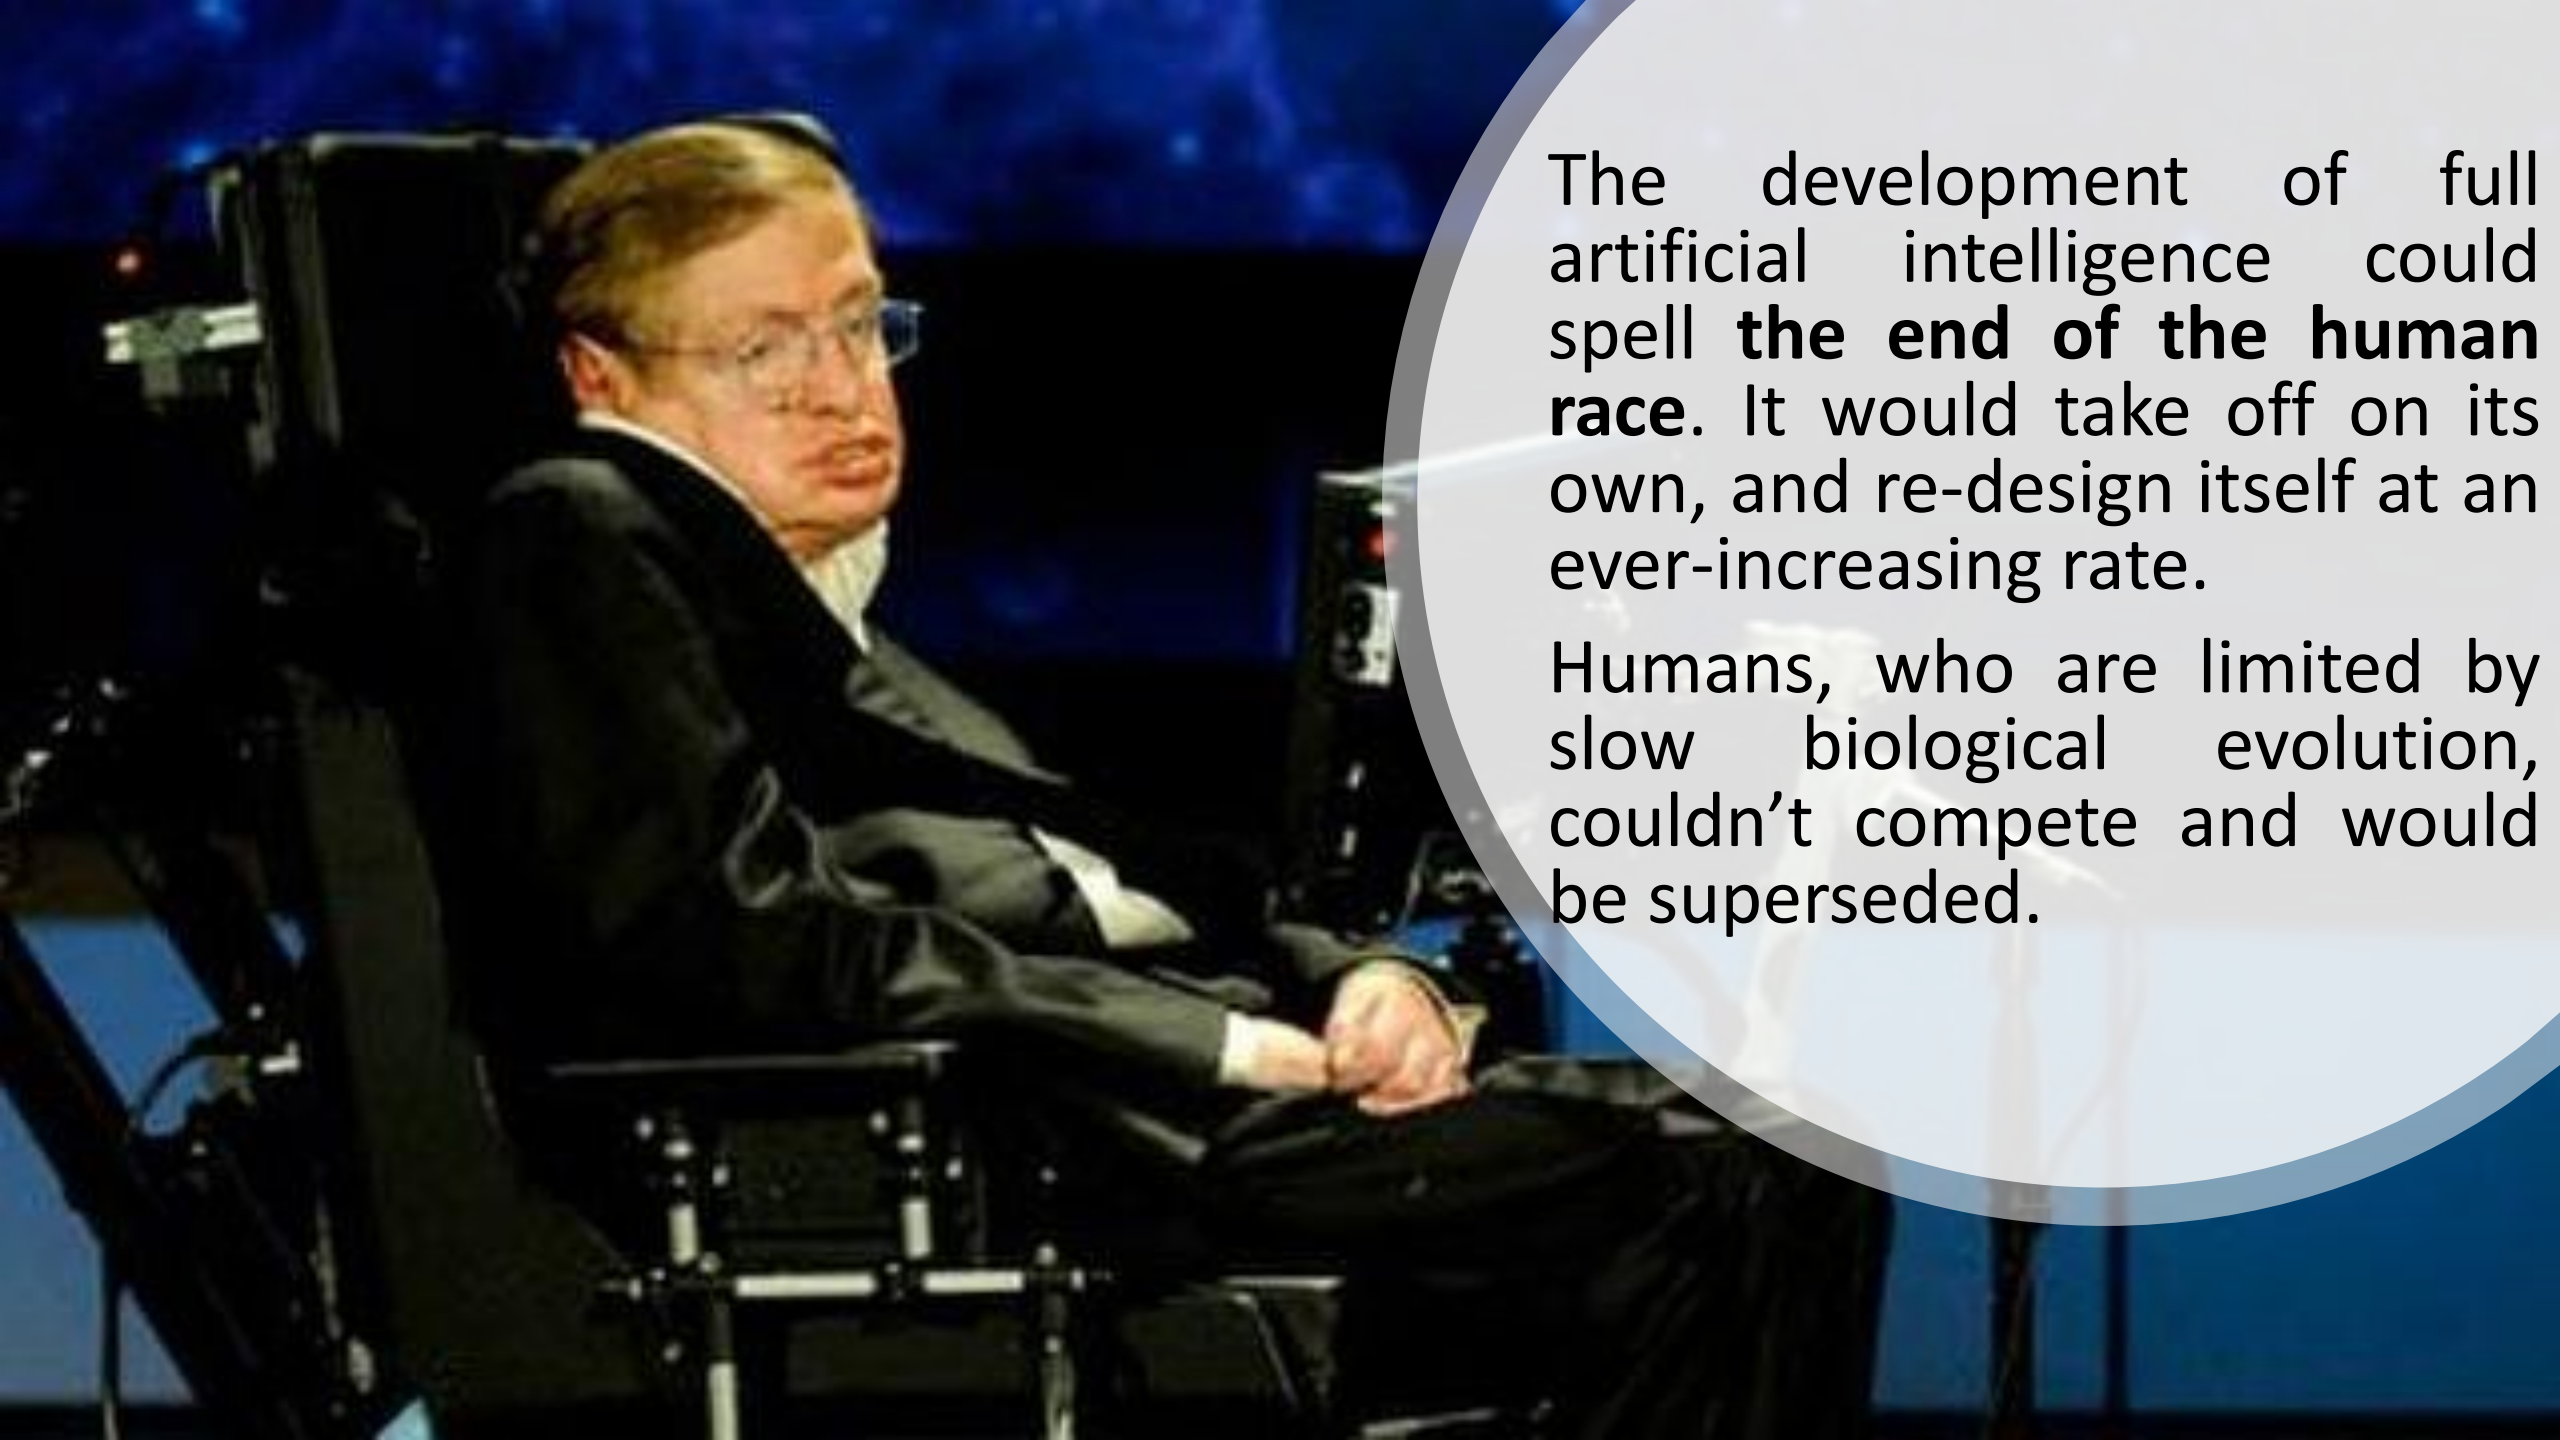 The development of full
artificial intelligence could
spell the end of the human
race. It would take off on its
own, and re-design itself at an
ever-increasing rate.
Humans, who are limited by
slow biological evolution,
couldn’t compete and would
be superseded.